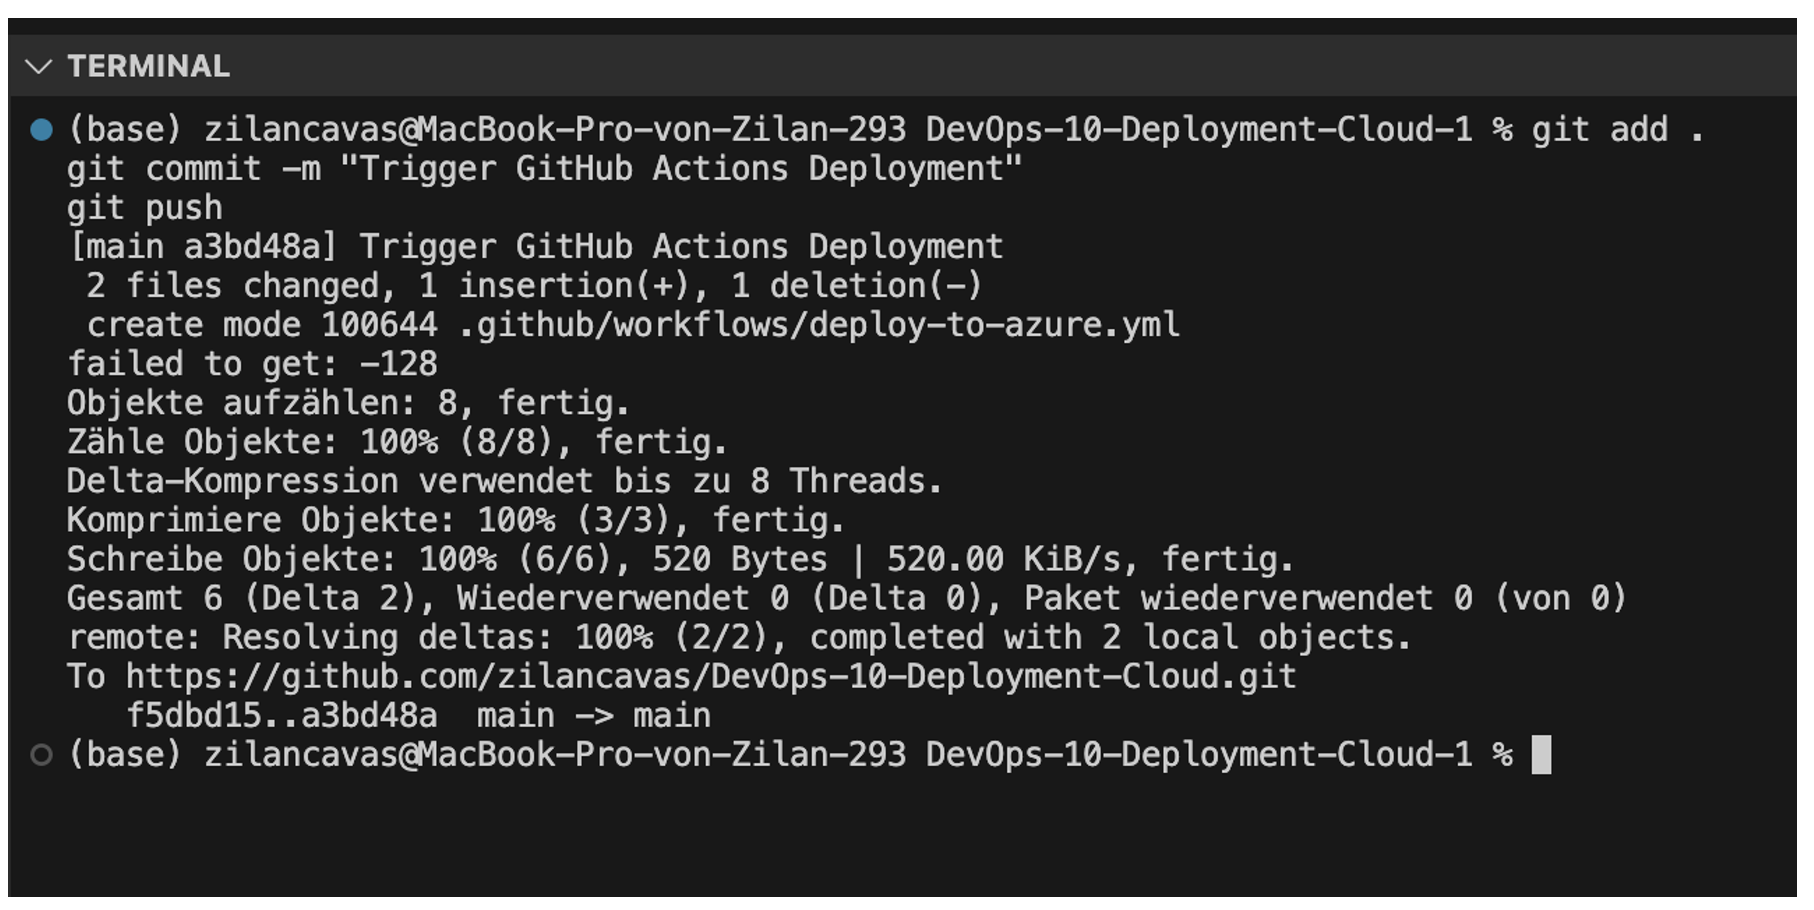 TERMINAL
(base) zilancavas@MacBook-Pro-von-Zilan-293 DevOps-10-Deployment-Cloud-1 % git add .
git commit -m "Trigger GitHub Actions Deployment"
git push
[main a3bd48a] Trigger GitHub Actions Deployment
 2 files changed, 1 insertion(+), 1 deletion(-)
 create mode 100644 .github/workflows/deploy-to-azure.yml
failed to get: -128
Objekte aufzählen: 8, fertig.
Zähle Objekte: 100% (8/8), fertig.
Delta-Kompression verwendet bis zu 8 Threads.
Komprimiere Objekte: 100% (3/3), fertig.
Schreibe Objekte: 100% (6/6), 520 Bytes | 520.00 KiB/s, fertig.
Gesamt 6 (Delta 2), Wiederverwendet 0 (Delta 0), Paket wiederverwendet 0 (von 0)
remote: Resolving deltas: 100% (2/2), completed with 2 local objects.
To https://github.com/zilancavas/DevOps-10-Deployment-Cloud.git
   f5dbd15..a3bd48a  main -> main
(base) zilancavas@MacBook-Pro-von-Zilan-293 DevOps-10-Deployment-Cloud-1 %